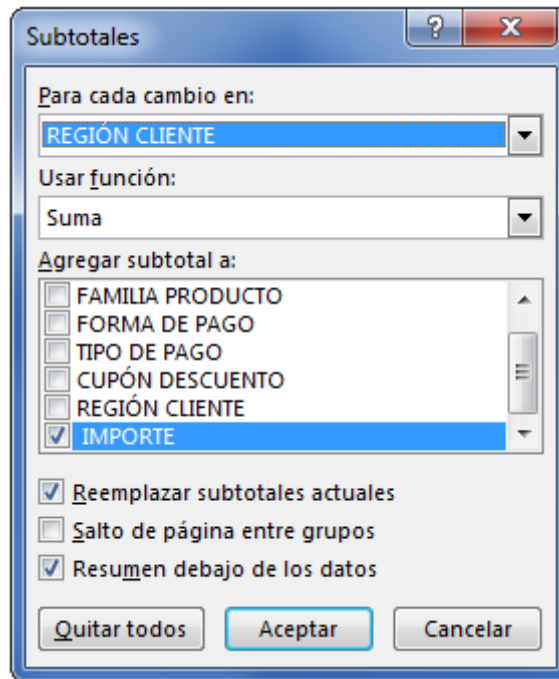 Subtotales
Para cada cambio en:
REGIÓN CLIENTE
Usar función:
Suma
Agregar subtotal a:
FAMILIA PRODUCTO
FORMA DE PAGO
TIPO DE PAGO
CUPÓN DESCUENTO
REGIÓN CLIENTE
IMPORTE
Reemplazar subtotales actuales
Salto de página entre grupos
Resumen debajo de los datos
Quitar todos Aceptar Cancelar